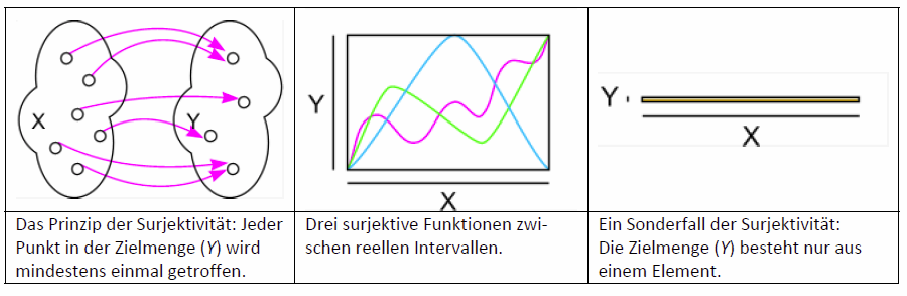 X
Y
Y
X
Y
X
Das Prinzip der Surjektivität: Jeder
Punkt in der Zielmenge (Y) wird
mindestens einmal getroffen.
Drei surjektive Funktionen zwi-
schen reellen Intervallen.
Ein Sonderfall der Surjektivität:
Die Zielmenge (Y) besteht nur aus
einem Element.